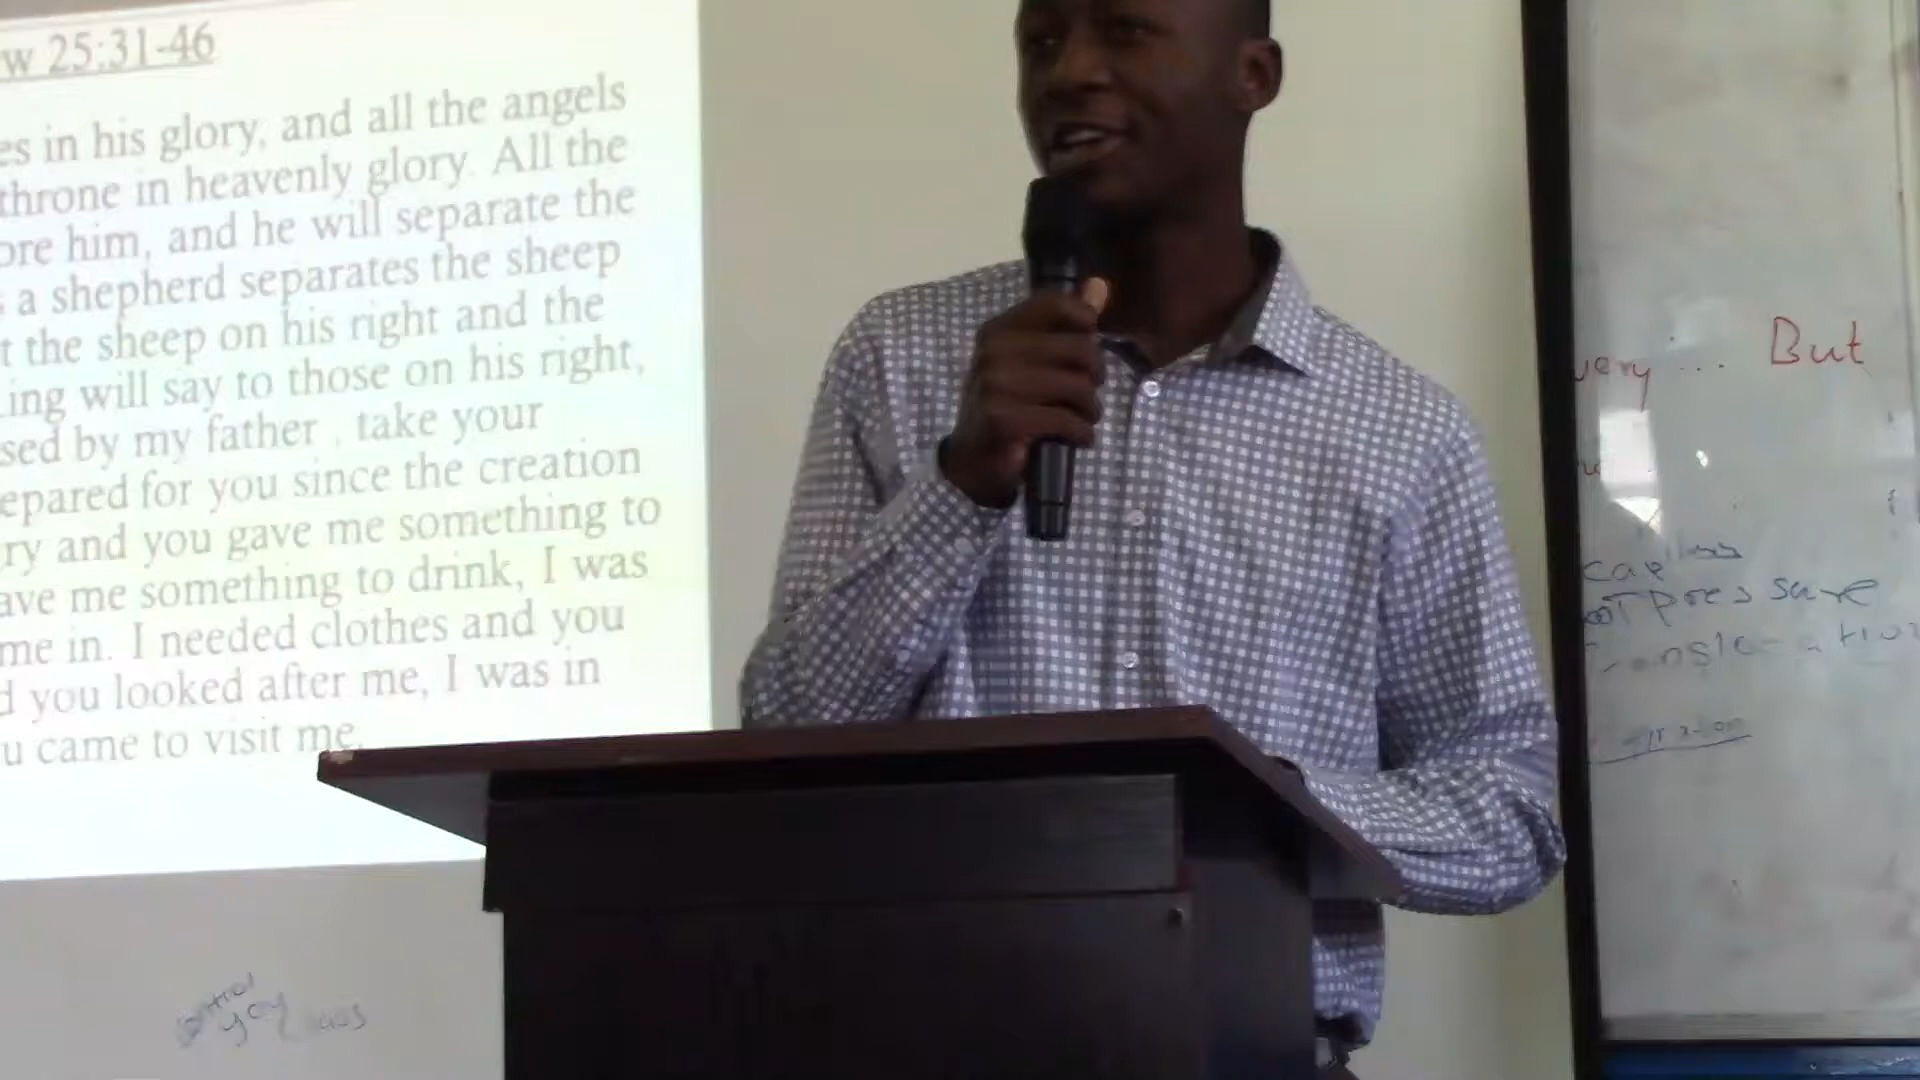 w 25:31-46
es in his glory, and all the angels
throne in heavenly glory. All the
ore him, and he will separate the
s a shepherd separates the sheep
t the sheep on his right and the
ing will say to those on his right,
sed by my father , take your
epared for you since the creation
ry and you gave me something to
ave me something to drink, I was
me in. I needed clothes and you
d you looked after me, I was in
u came to visit me.
very ... But